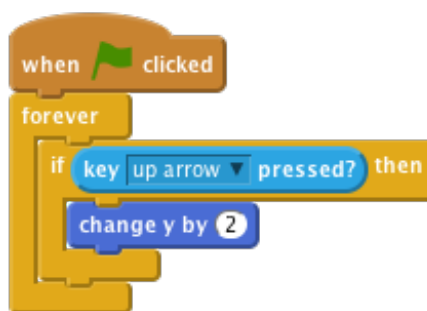 when clicked
forever
if key up arrow pressed? then
change y by 2